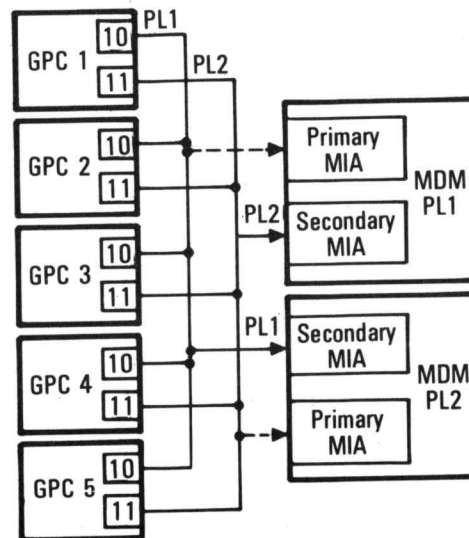 PL1
10
GPC 1
PL2
11
10
GPC 2
11
Primary
MIA
MDM
PL1
PL2
Secondary
MIA
10
GPC 3
11
PL1
Secondary
MIA
MDM
PL2
10
GPC 4
11
Primary
MIA
10
GPC 5
11